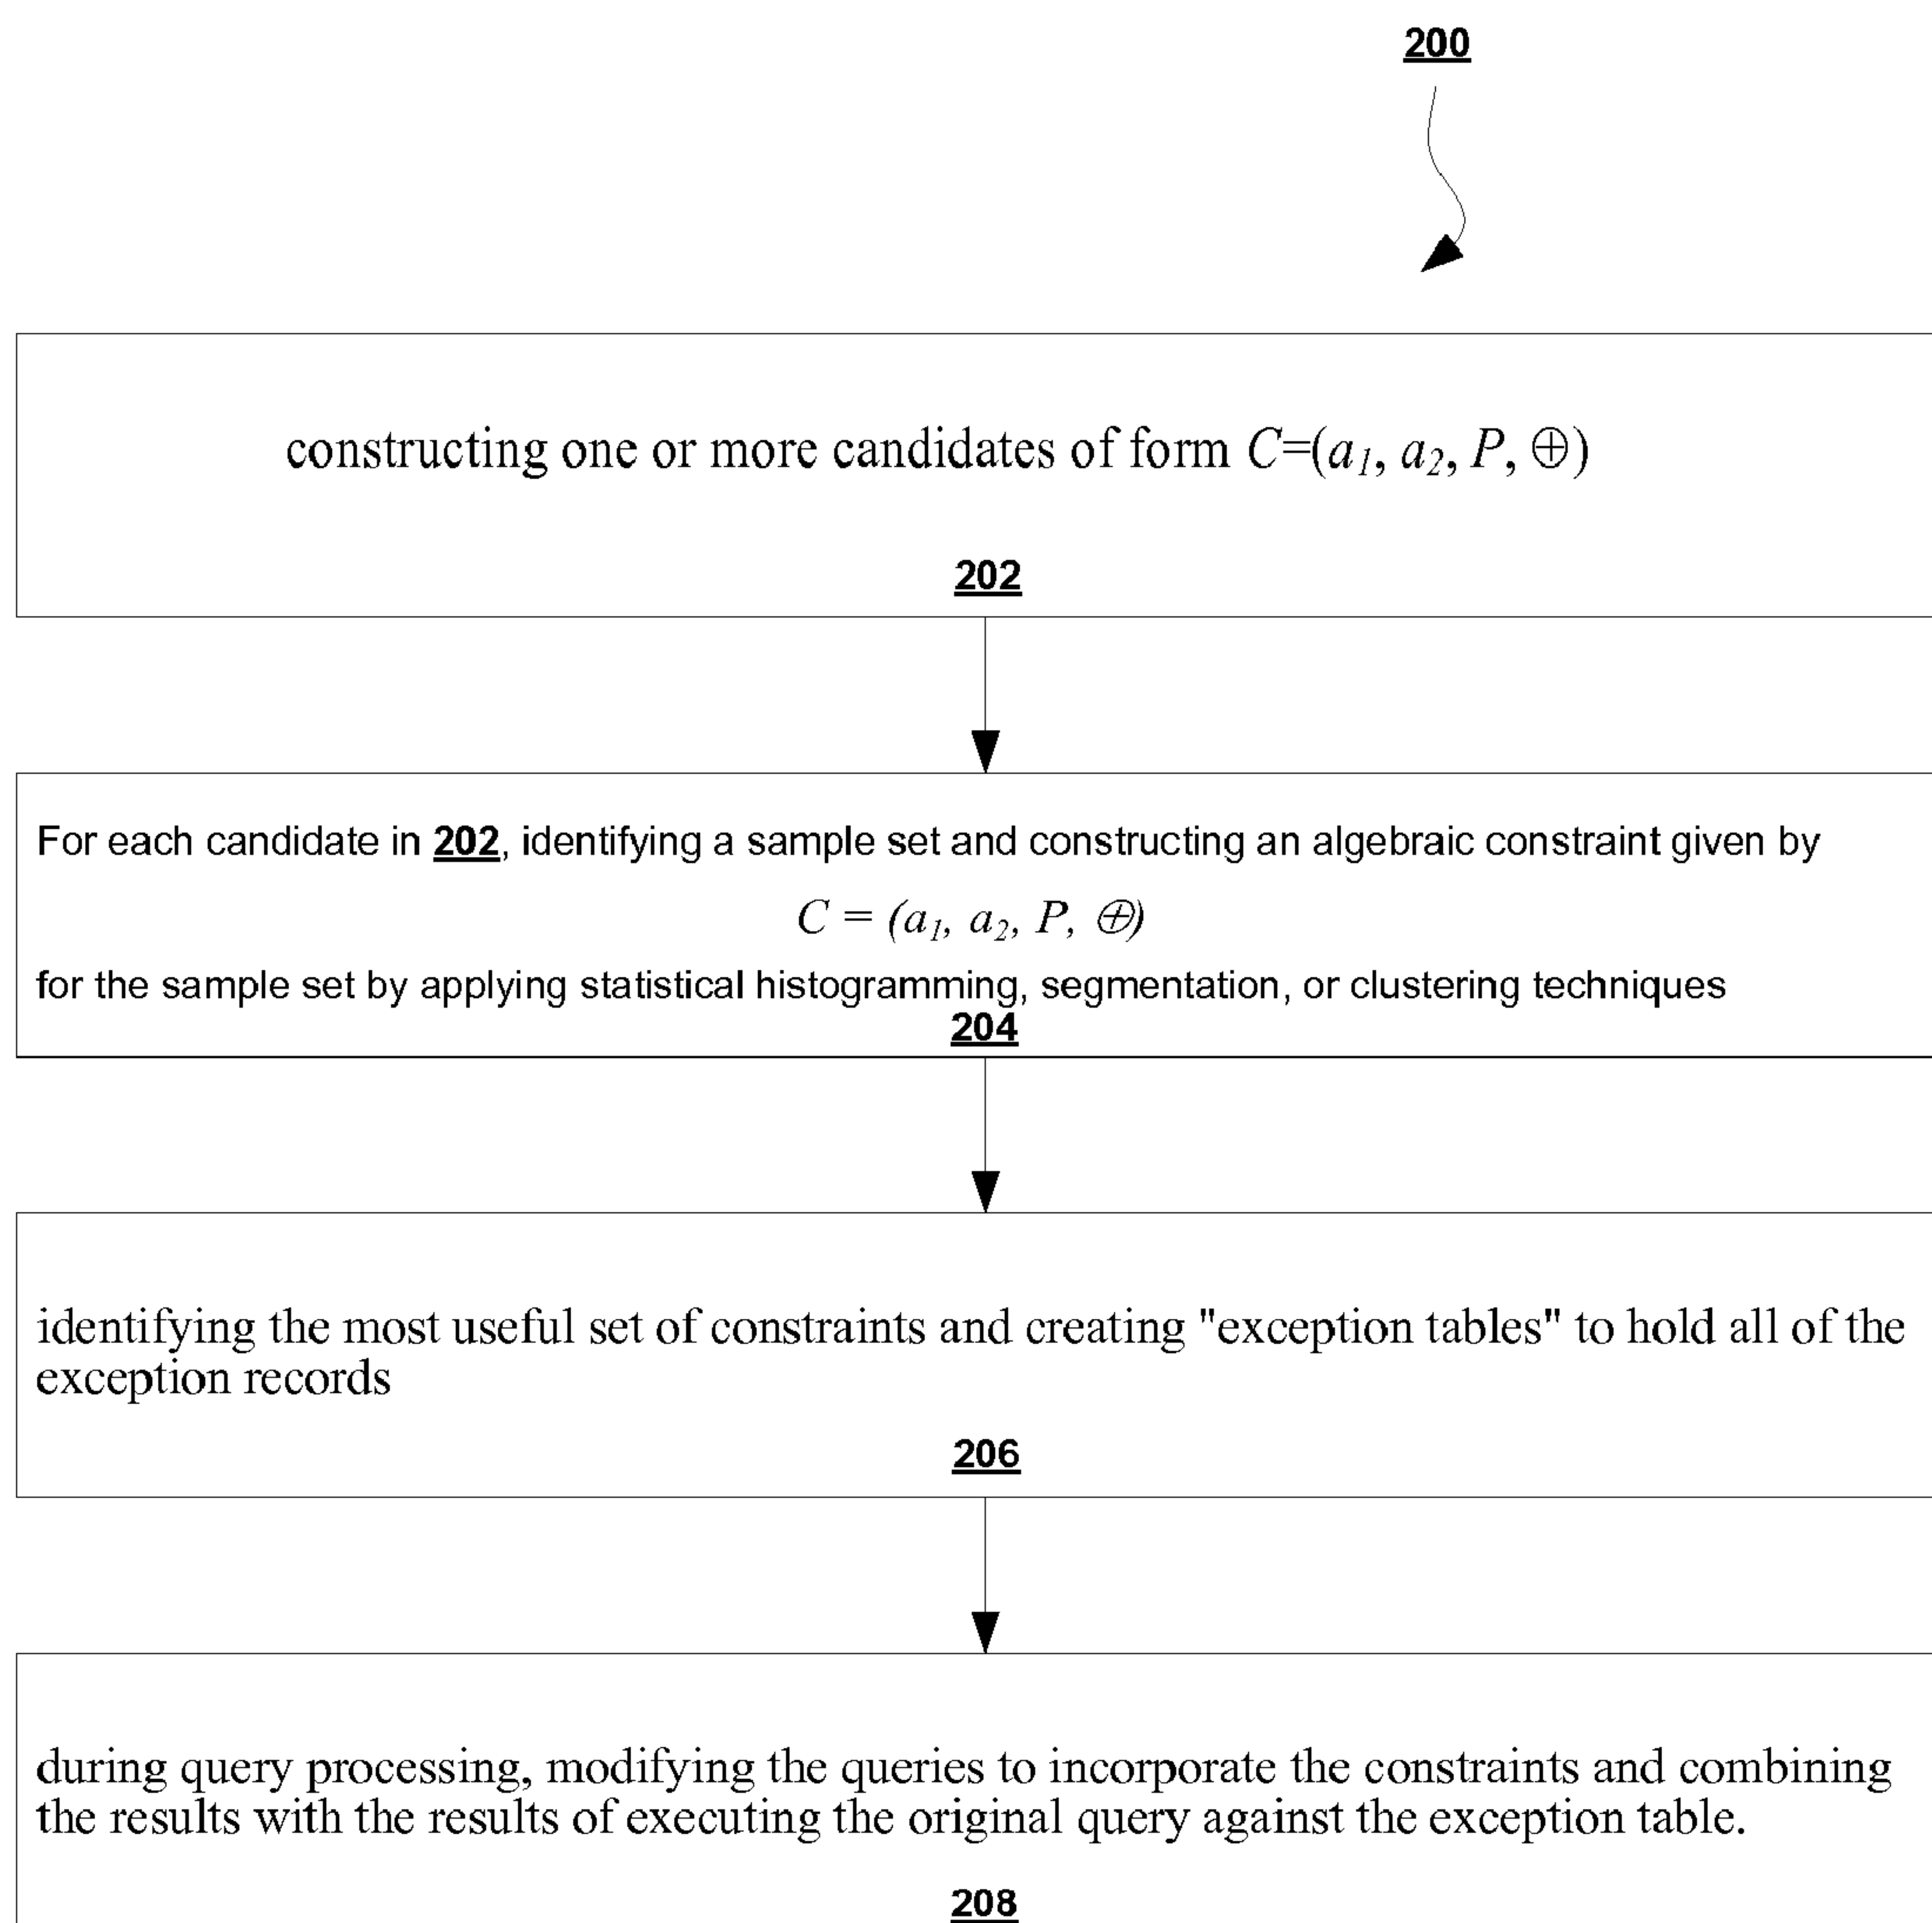 200
constructing one or more candidates of form C=(a1, a2, P, ⊕)
202
For each candidate in 202, identifying a sample set and constructing an algebraic constraint given by
C = (a1, a2, P, ⊕)
for the sample set by applying statistical histogramming, segmentation, or clustering techniques
204
identifying the most useful set of constraints and creating "exception tables" to hold all of the
exception records
206
during query processing, modifying the queries to incorporate the constraints and combining
the results with the results of executing the original query against the exception table.
208